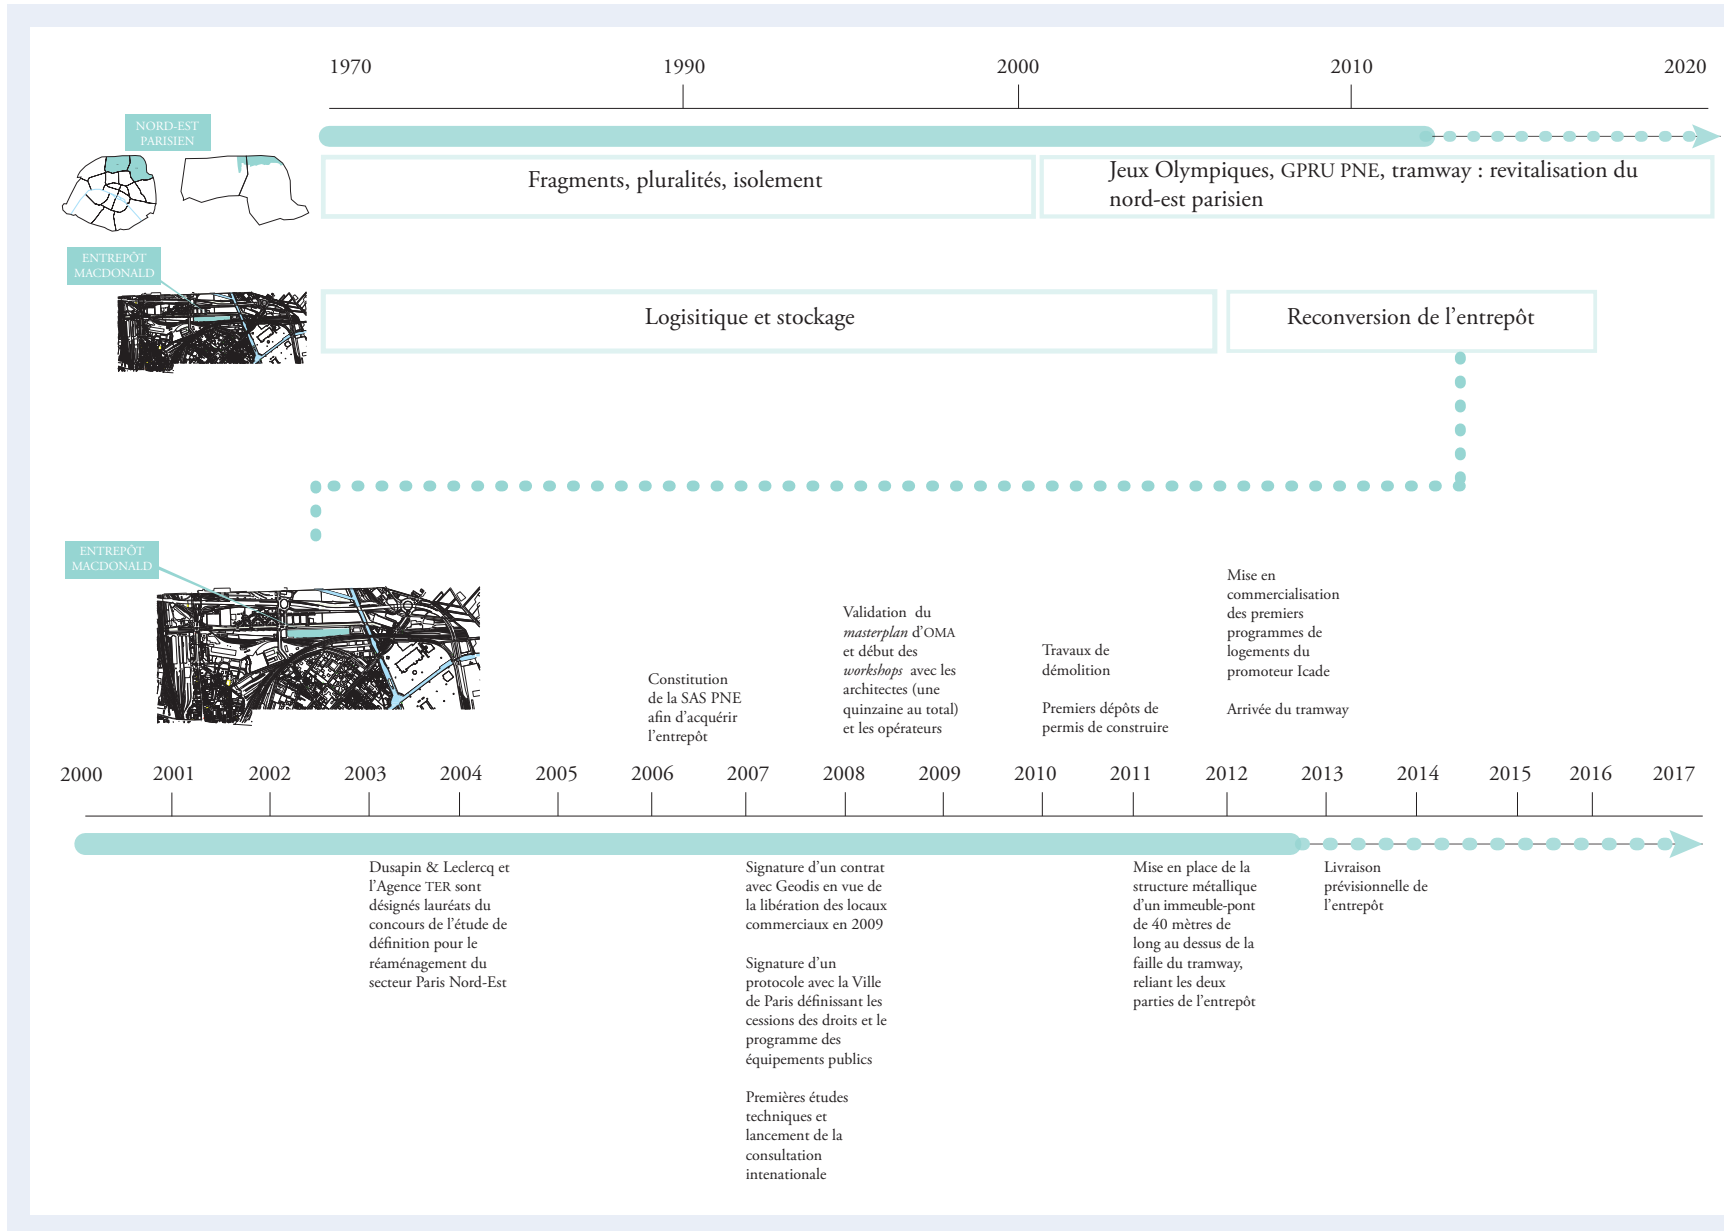 1970 1990 2000 2010 2020
NORD-EST
PARISIEN
Fragments, pluralités, isolement
Jeux Olympiques, GPRU PNE, tramway : revitalisation du
nord-est parisien
ENTREPÔT
MACDONALD
Logisitique et stockage
Reconversion de l’entrepôt
ENTREPÔT
MACDONALD
Constitution
de la SAS PNE
afin d’acquérir
l’entrepôt
Validation du
masterplan d’OMA
et début des
workshops avec les
architectes (une
quinzaine au total)
et les opérateurs
Travaux de
démolition
Premiers dépôts de
permis de construire
Mise en
commercialisation
des premiers
programmes de
logements du
promoteur Icade
Arrivée du tramway
2000 2001 2002 2003 2004 2005 2006 2007 2008 2009 2010 2011 2012 2013 2014 2015 2016 2017
Dusapin & Leclercq et
l’Agence TER sont
désignés lauréats du
concours de l’étude de
définition pour le
réaménagement du
secteur Paris Nord-Est
Signature d’un contrat
avec Geodis en vue de
la libération des locaux
commerciaux en 2009
Signature d’un
protocole avec la Ville
de Paris définissant les
cessions des droits et le
programme des
équipements publics
Premières études
techniques et
lancement de la
consultation
intenationale
Mise en place de la
structure métallique
d’un immeuble-pont
de 40 mètres de
long au dessus de la
faille du tramway,
reliant les deux
parties de l’entrepôt
Livraison
prévisionnelle de
l’entrepôt